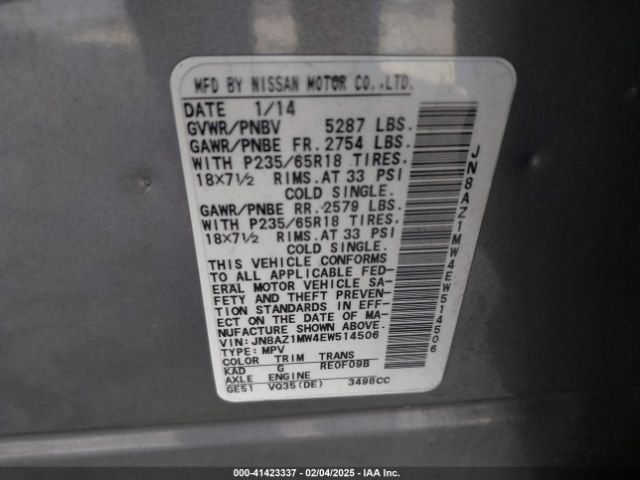 MFD BY NISSAN MOTOR CO.,LTD.
DATE 1/14
GVWR/PNBV 5287 LBS.
GAWR/PNBE FR. 2754 LBS.
WITH P235/65R18 TIRES.
18X7½ RIMS. AT 33 PSI
COLD SINGLE.
GAWR/PNBE RR. 2579 LBS.
WITH P235/65R18 TIRES.
18X7½ RIMS. AT 33 PSI
COLD SINGLE.
THIS VEHICLE CONFORMS
TO ALL APPLICABLE FED-
ERAL MOTOR VEHICLE SA-
FETY AND THEFT PREVEN-
TION STANDARDS IN EFF-
ECT ON THE DATE OF MA-
NUFACTURE SHOWN ABOVE.
VIN: JN8AZ1MW4EW514506
TYPE: MPV
COLOR TRIM TRANS
KAD G RE0F09B
AXLE ENGINE
GE51 VQ35(DE) 3498CC
JN8AZ1MW4EW514506
000-41423337 - 02/04/2025 - IAA Inc.